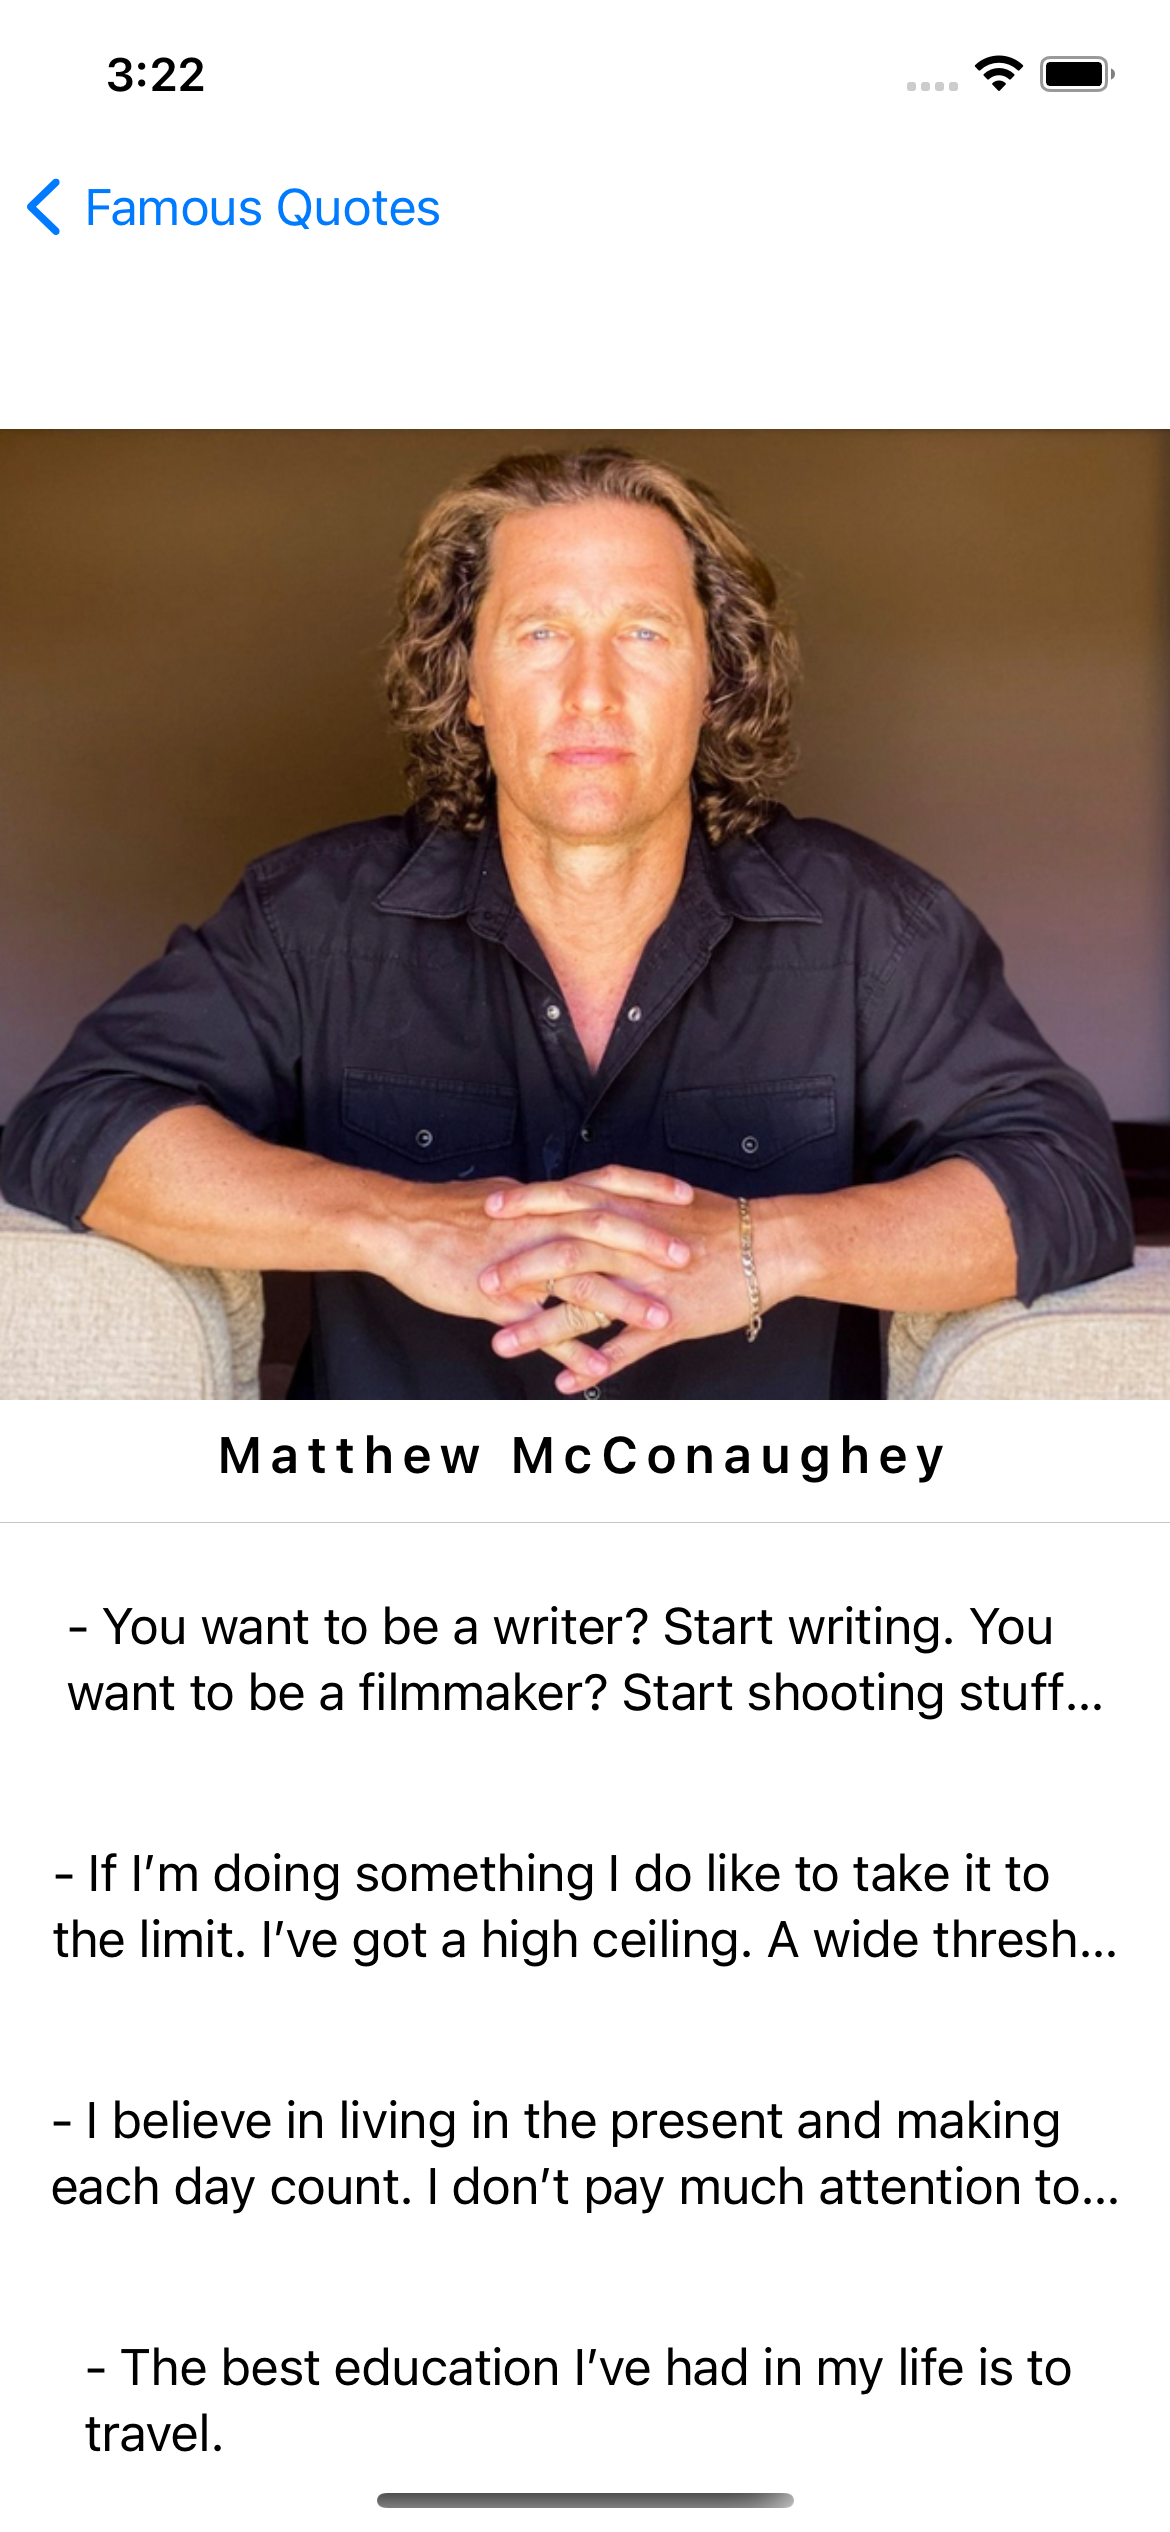 3:22
Famous Quotes
Matthew McConaughey
- You want to be a writer? Start writing. You
want to be a filmmaker? Start shooting stuff...
- If I’m doing something I do like to take it to
the limit. I’ve got a high ceiling. A wide thresh...
- I believe in living in the present and making
each day count. I don’t pay much attention to...
- The best education I’ve had in my life is to
travel.